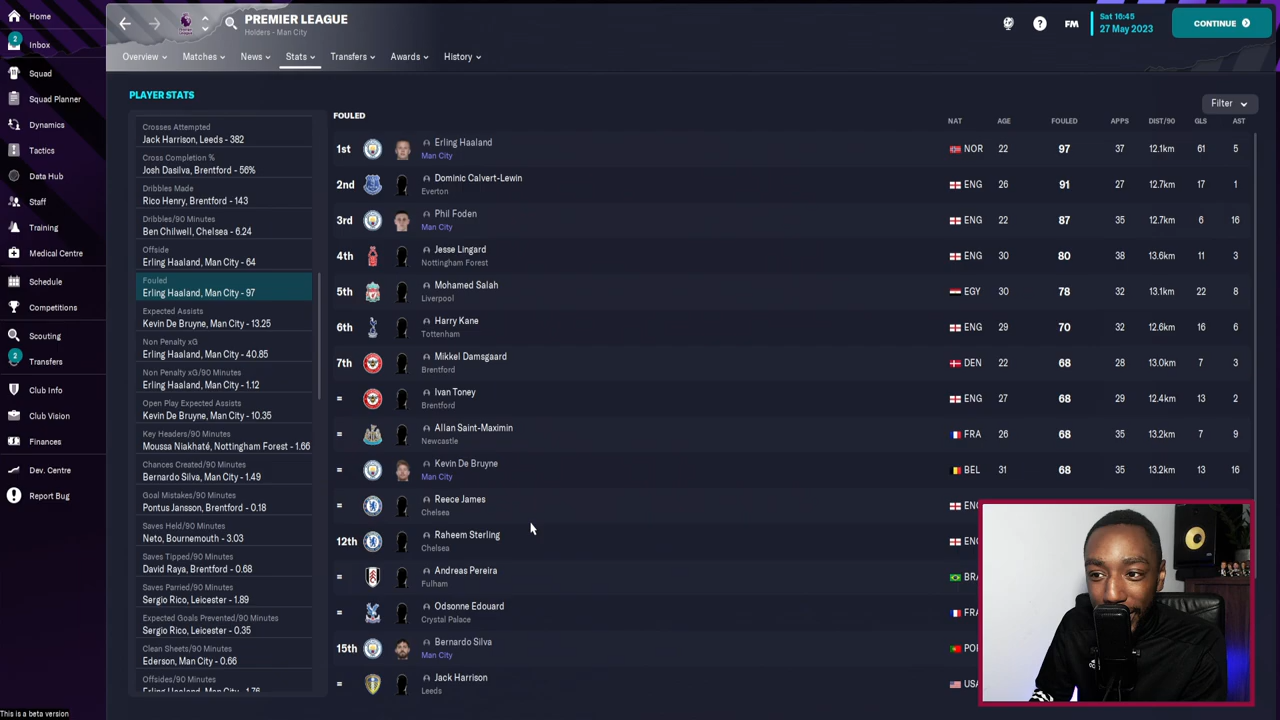 Home
2
Inbox
Squad
Squad Planner
Dynamics
Tactics
Data Hub
Staff
Training
Medical Centre
Schedule
Competitions
Scouting
2
Transfers
Club Info
Club Vision
Finances
Dev. Centre
Report Bug
This is a beta version
PREMIER LEAGUE
Holders - Man City
FM
Sat 16:45
27 May 2023
CONTINUE
Overview Matches News Stats Transfers Awards History
PLAYER STATS
Filter
Crosses Attempted
Jack Harrison, Leeds - 382
Cross Completion %
Josh Dasilva, Brentford - 56%
Dribbles Made
Rico Henry, Brentford - 143
Dribbles/90 Minutes
Ben Chilwell, Chelsea - 6.24
Offside
Erling Haaland, Man City - 64
Fouled
Erling Haaland, Man City - 97
Expected Assists
Kevin De Bruyne, Man City - 13.25
Non Penalty xG
Erling Haaland, Man City - 40.85
Non Penalty xG/90 Minutes
Erling Haaland, Man City - 1.12
Open Play Expected Assists
Kevin De Bruyne, Man City - 10.35
Key Headers/90 Minutes
Moussa Niakhaté, Nottingham Forest - 1.66
Chances Created/90 Minutes
Bernardo Silva, Man City - 1.49
Goal Mistakes/90 Minutes
Pontus Jansson, Brentford - 0.18
Saves Held/90 Minutes
Neto, Bournemouth - 3.03
Saves Tipped/90 Minutes
David Raya, Brentford - 0.68
Saves Parried/90 Minutes
Sergio Rico, Leicester - 1.89
Expected Goals Prevented/90 Minutes
Sergio Rico, Leicester - 0.35
Clean Sheets/90 Minutes
Ederson, Man City - 0.66
Offsides/90 Minutes
Erling Haaland, Man City - 1.76
FOULED NAT AGE FOULED APPS DIST/90 GLS AST
1st Erling Haaland NOR 22 97 37 12.1km 61 5
Man City
2nd Dominic Calvert-Lewin ENG 26 91 27 12.7km 17 1
Everton
3rd Phil Foden ENG 22 87 35 12.7km 6 16
Man City
4th Jesse Lingard ENG 30 80 38 13.6km 11 3
Nottingham Forest
5th Mohamed Salah EGY 30 78 32 13.1km 22 8
Liverpool
6th Harry Kane ENG 29 70 32 12.6km 16 6
Tottenham
7th Mikkel Damsgaard DEN 22 68 28 13.0km 7 3
Brentford
= Ivan Toney ENG 27 68 29 12.4km 13 2
Brentford
= Allan Saint-Maximin FRA 26 68 35 13.2km 7 9
Newcastle
= Kevin De Bruyne BEL 31 68 35 13.2km 13 16
Man City
= Reece James
Chelsea
12th Raheem Sterling
Chelsea
= Andreas Pereira
Fulham
= Odsonne Edouard
Crystal Palace
15th Bernardo Silva
Man City
= Jack Harrison USA
Leeds